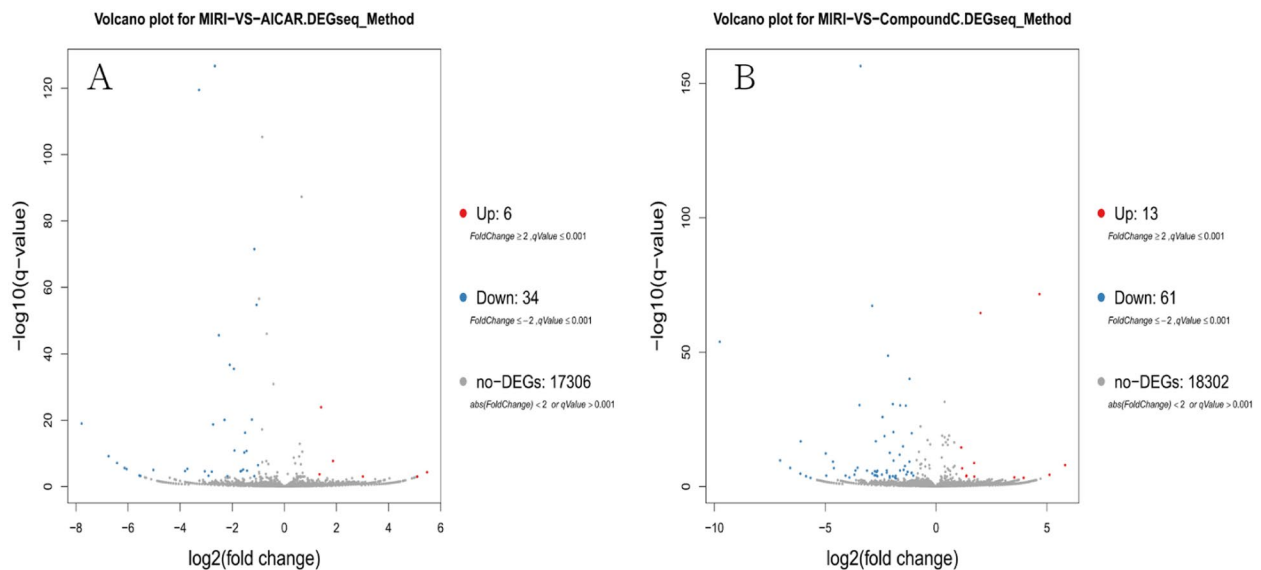 Volcano plot for MIRI−VS−AICAR.DEGseq_Method
A
120
100
80
60
40
20
0
−log10(q−value)
−8
−6
−4
−2
0
2
4
6
log2(fold change)
Up: 6
FoldChange ≥ 2 ,qValue ≤ 0.001
Down: 34
FoldChange ≤ −2 ,qValue ≤ 0.001
no−DEGs: 17306
abs(FoldChange) < 2 or qValue > 0.001
Volcano plot for MIRI−VS−CompoundC.DEGseq_Method
B
150
100
50
0
−log10(q−value)
−10
−5
0
5
log2(fold change)
Up: 13
FoldChange ≥ 2 ,qValue ≤ 0.001
Down: 61
FoldChange ≤ −2 ,qValue ≤ 0.001
no−DEGs: 18302
abs(FoldChange) < 2 or qValue > 0.001